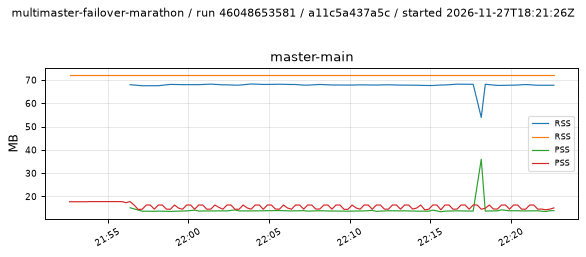 multimaster-failover-marathon / run 46048653581 / a11c5a437a5c / started 2026-11-27T18:21:26Z
master-main
MB
70
60
50
40
30
20
RSS
RSS
PSS
PSS
21:55
22:00
22:05
22:10
22:15
22:20